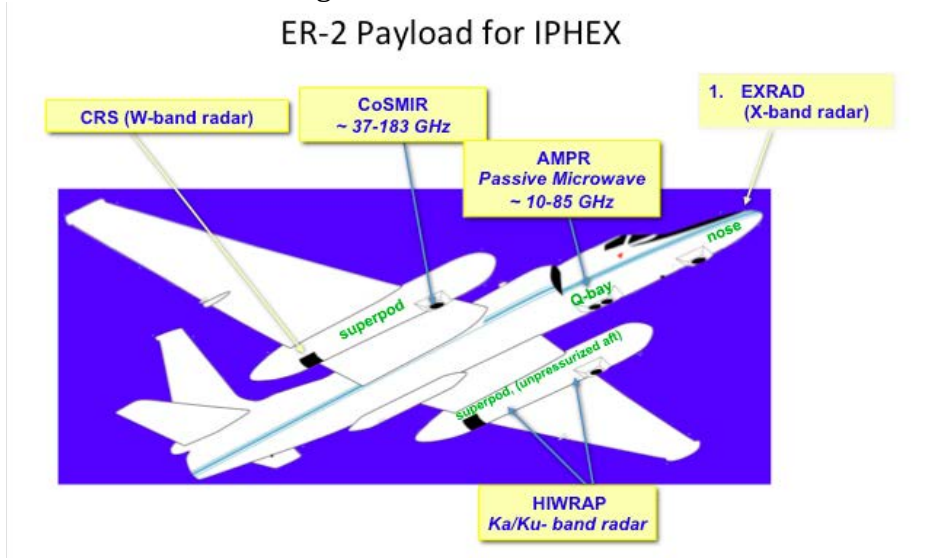 ER-2 Payload for IPHEX
CRS (W-band radar)
CoSMIR
~ 37-183 GHz
1. EXRAD
(X-band radar)
AMPR
Passive Microwave
~ 10-85 GHz
nose
Q-bay
superpod
superpod, (unpressurized aft)
HIWRAP
Ka/Ku- band radar